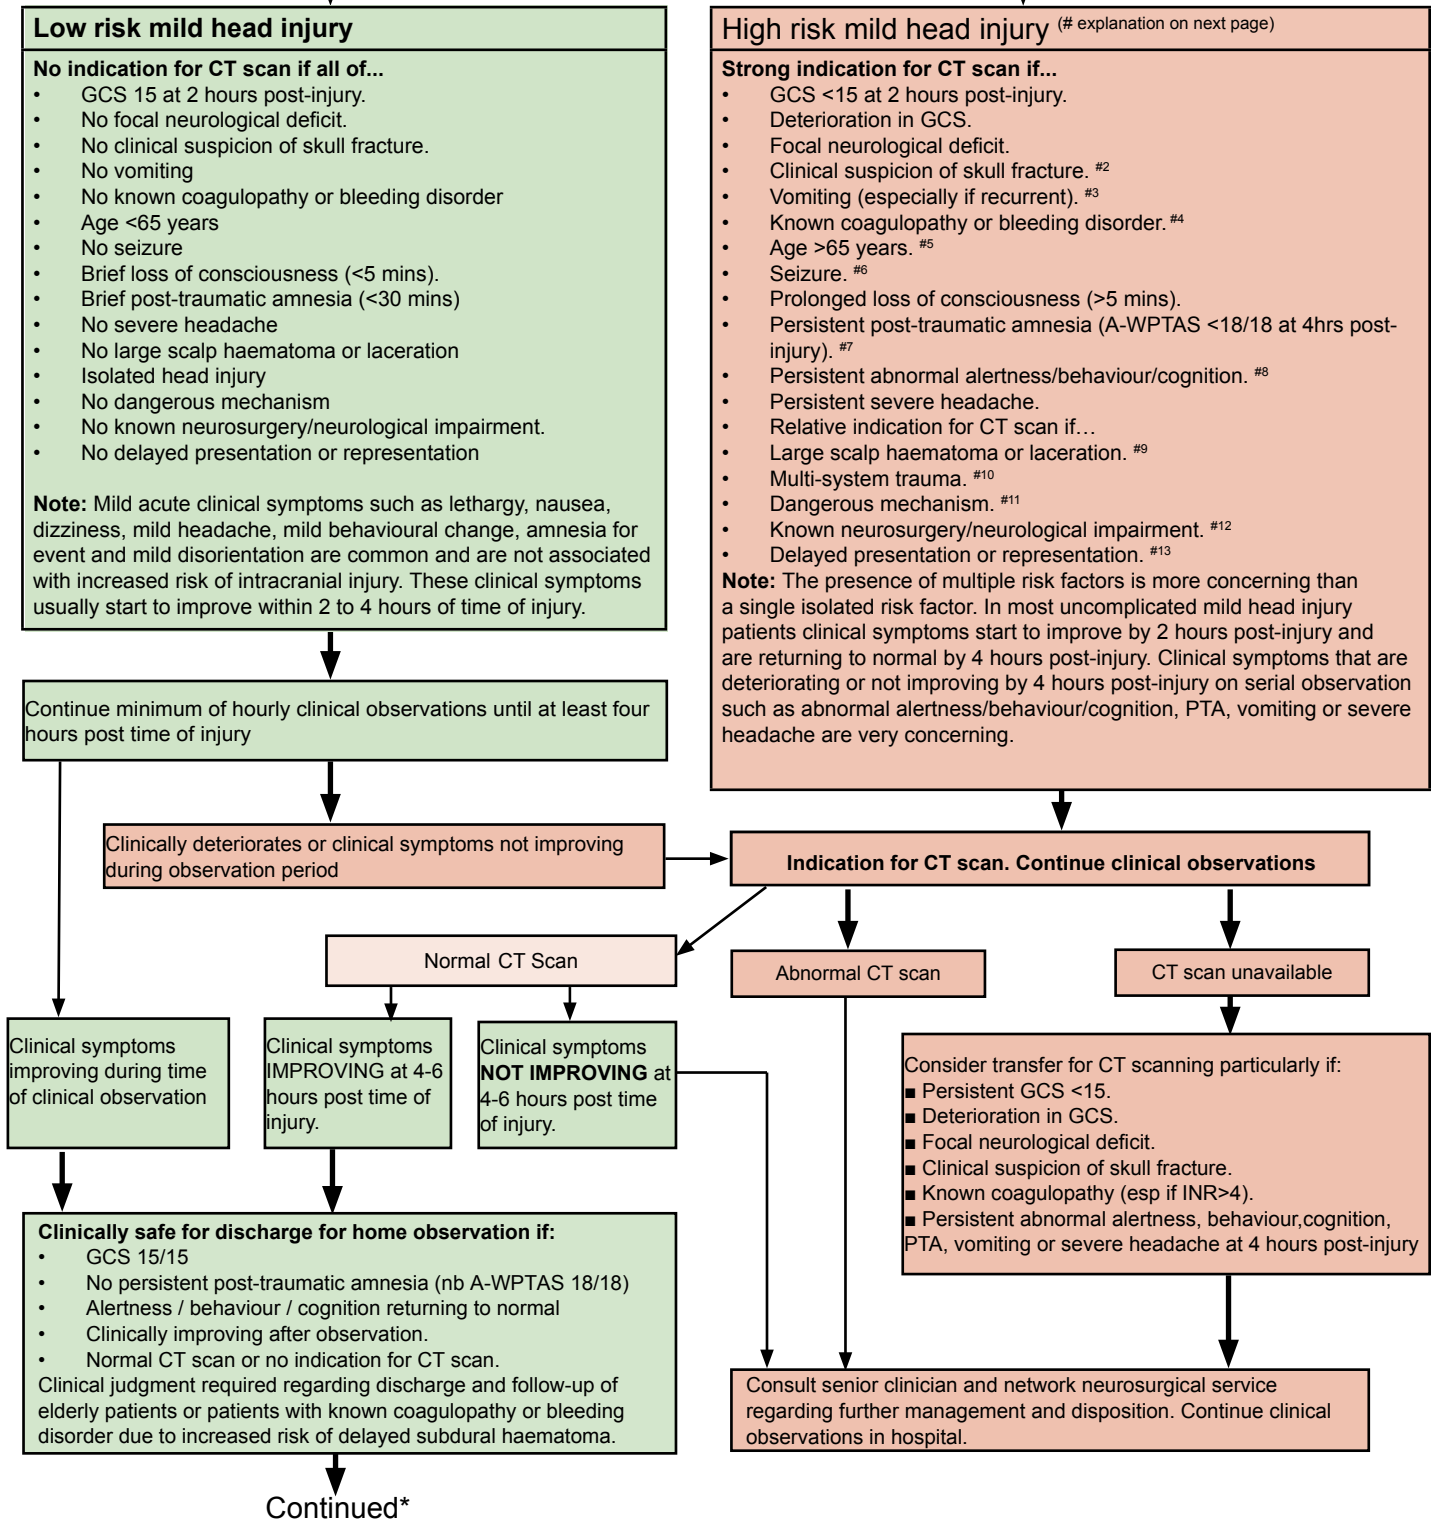 Low risk mild head injury
No indication for CT scan if all of...
• GCS 15 at 2 hours post-injury.
• No focal neurological deficit.
• No clinical suspicion of skull fracture.
• No vomiting
• No known coagulopathy or bleeding disorder
• Age <65 years
• No seizure
• Brief loss of consciousness (<5 mins).
• Brief post-traumatic amnesia (<30 mins)
• No severe headache
• No large scalp haematoma or laceration
• Isolated head injury
• No dangerous mechanism
• No known neurosurgery/neurological impairment.
• No delayed presentation or representation
Note: Mild acute clinical symptoms such as lethargy, nausea,
dizziness, mild headache, mild behavioural change, amnesia for
event and mild disorientation are common and are not associated
with increased risk of intracranial injury. These clinical symptoms
usually start to improve within 2 to 4 hours of time of injury.
High risk mild head injury (# explanation on next page)
Strong indication for CT scan if...
• GCS <15 at 2 hours post-injury.
• Deterioration in GCS.
• Focal neurological deficit.
• Clinical suspicion of skull fracture. #2
• Vomiting (especially if recurrent). #3
• Known coagulopathy or bleeding disorder. #4
• Age >65 years. #5
• Seizure. #6
• Prolonged loss of consciousness (>5 mins).
• Persistent post-traumatic amnesia (A-WPTAS <18/18 at 4hrs post-
injury). #7
• Persistent abnormal alertness/behaviour/cognition. #8
• Persistent severe headache.
• Relative indication for CT scan if…
• Large scalp haematoma or laceration. #9
• Multi-system trauma. #10
• Dangerous mechanism. #11
• Known neurosurgery/neurological impairment. #12
• Delayed presentation or representation. #13
Note: The presence of multiple risk factors is more concerning than
a single isolated risk factor. In most uncomplicated mild head injury
patients clinical symptoms start to improve by 2 hours post-injury and
are returning to normal by 4 hours post-injury. Clinical symptoms that are
deteriorating or not improving by 4 hours post-injury on serial observation
such as abnormal alertness/behaviour/cognition, PTA, vomiting or severe
headache are very concerning.
Continue minimum of hourly clinical observations until at least four
hours post time of injury
Clinically deteriorates or clinical symptoms not improving
during observation period
Indication for CT scan. Continue clinical observations
Normal CT Scan
Abnormal CT scan
CT scan unavailable
Clinical symptoms
improving during time
of clinical observation
Clinical symptoms
IMPROVING at 4-6
hours post time of
injury.
Clinical symptoms
NOT IMPROVING at
4-6 hours post time
of injury.
Consider transfer for CT scanning particularly if:
■ Persistent GCS <15.
■ Deterioration in GCS.
■ Focal neurological deficit.
■ Clinical suspicion of skull fracture.
■ Known coagulopathy (esp if INR>4).
■ Persistent abnormal alertness, behaviour,cognition,
PTA, vomiting or severe headache at 4 hours post-injury
Clinically safe for discharge for home observation if:
• GCS 15/15
• No persistent post-traumatic amnesia (nb A-WPTAS 18/18)
• Alertness / behaviour / cognition returning to normal
• Clinically improving after observation.
• Normal CT scan or no indication for CT scan.
Clinical judgment required regarding discharge and follow-up of
elderly patients or patients with known coagulopathy or bleeding
disorder due to increased risk of delayed subdural haematoma.
Consult senior clinician and network neurosurgical service
regarding further management and disposition. Continue clinical
observations in hospital.
Continued*